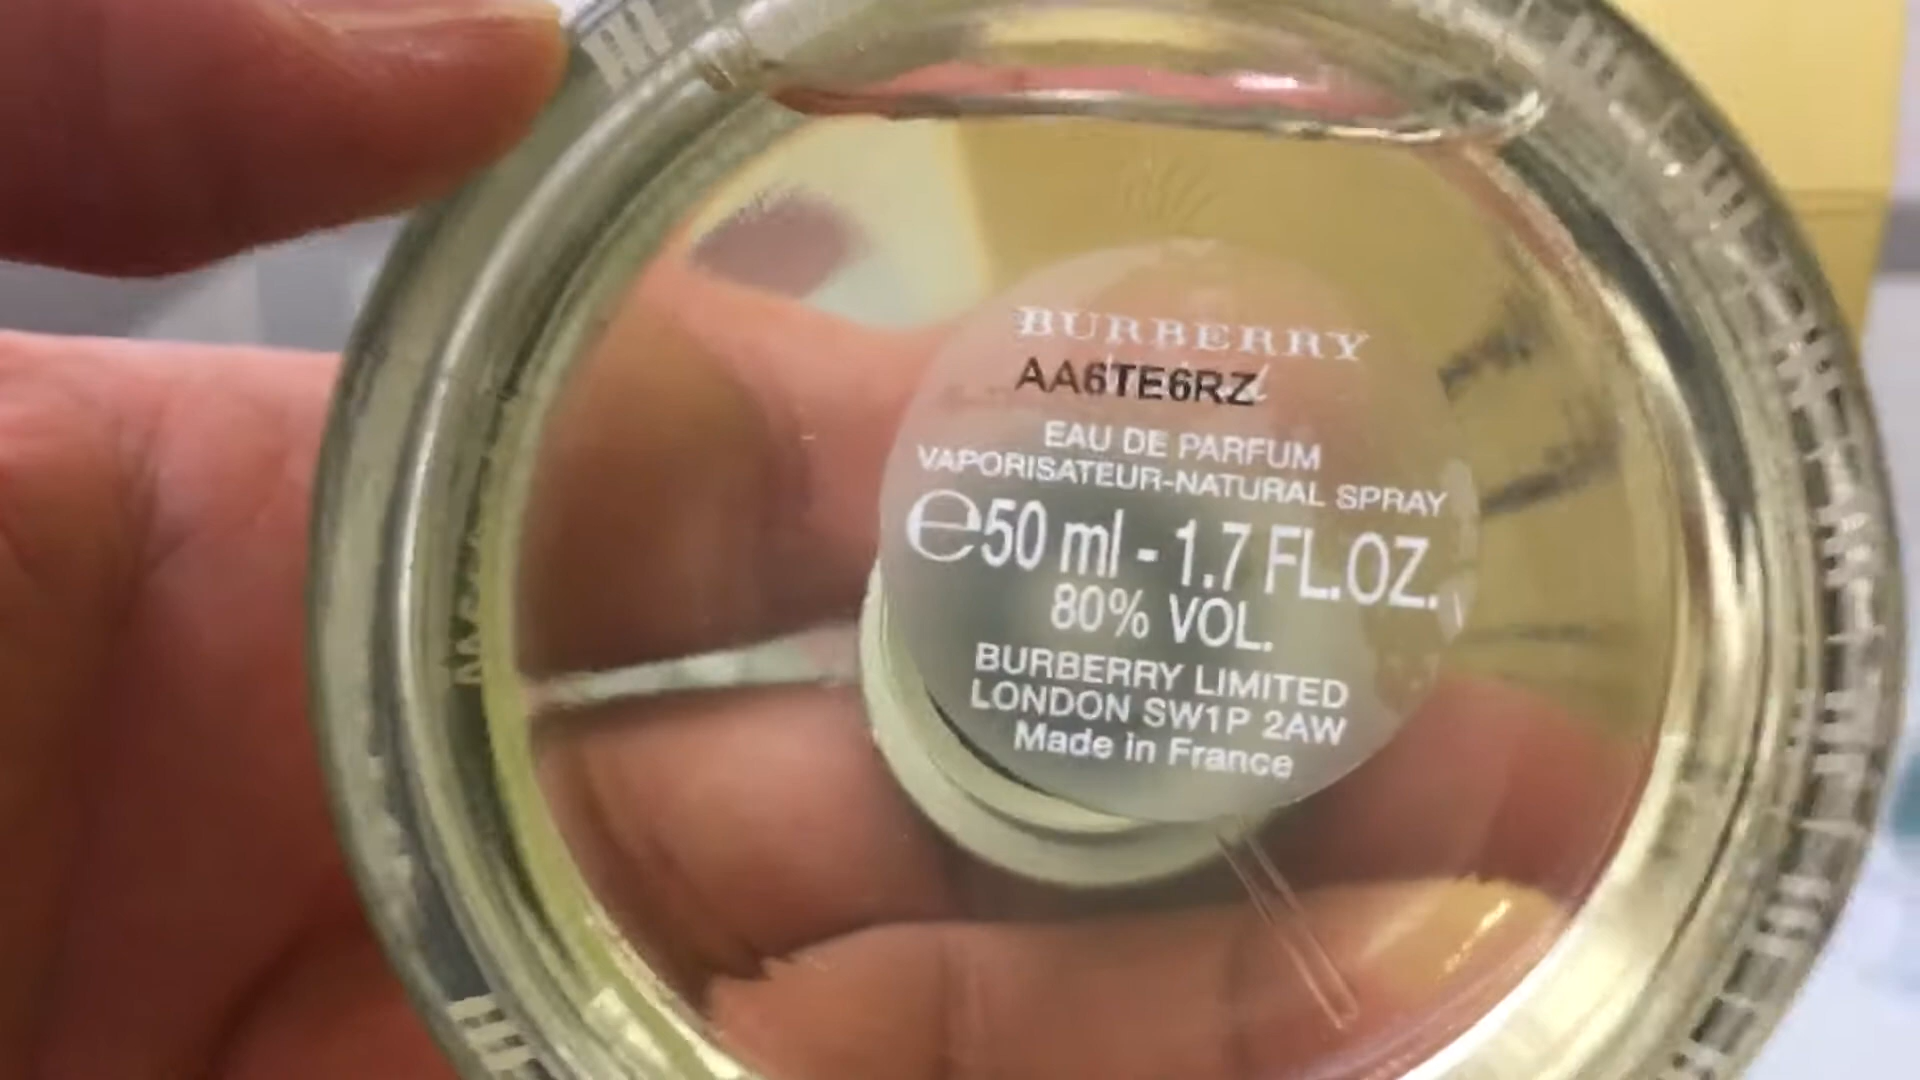 BURBERRY
AA6TE6RZ
EAU DE PARFUM
VAPORISATEUR-NATURAL SPRAY
℮50 ml - 1.7 FL.OZ.
80% VOL.
BURBERRY LIMITED
LONDON SW1P 2AW
Made in France